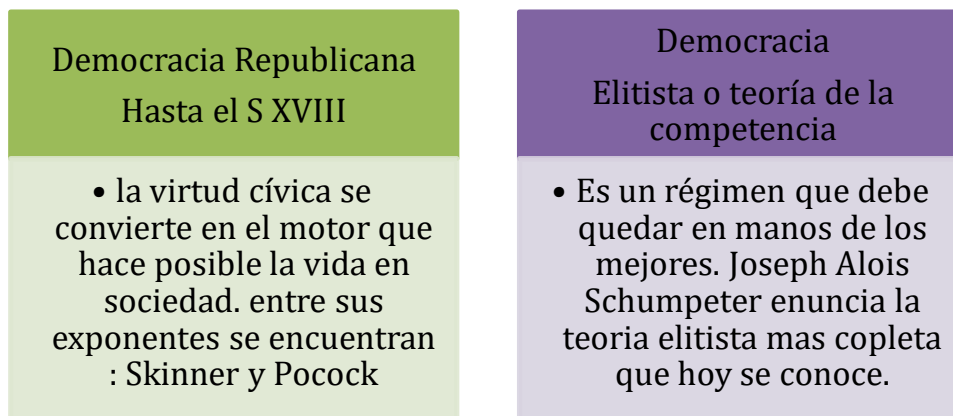 Democracia Republicana
Hasta el S XVIII
• la virtud cívica se
convierte en el motor que
hace posible la vida en
sociedad. entre sus
exponentes se encuentran
: Skinner y Pocock
Democracia
Elitista o teoría de la
competencia
• Es un régimen que debe
quedar en manos de los
mejores. Joseph Alois
Schumpeter enuncia la
teoria elitista mas copleta
que hoy se conoce.